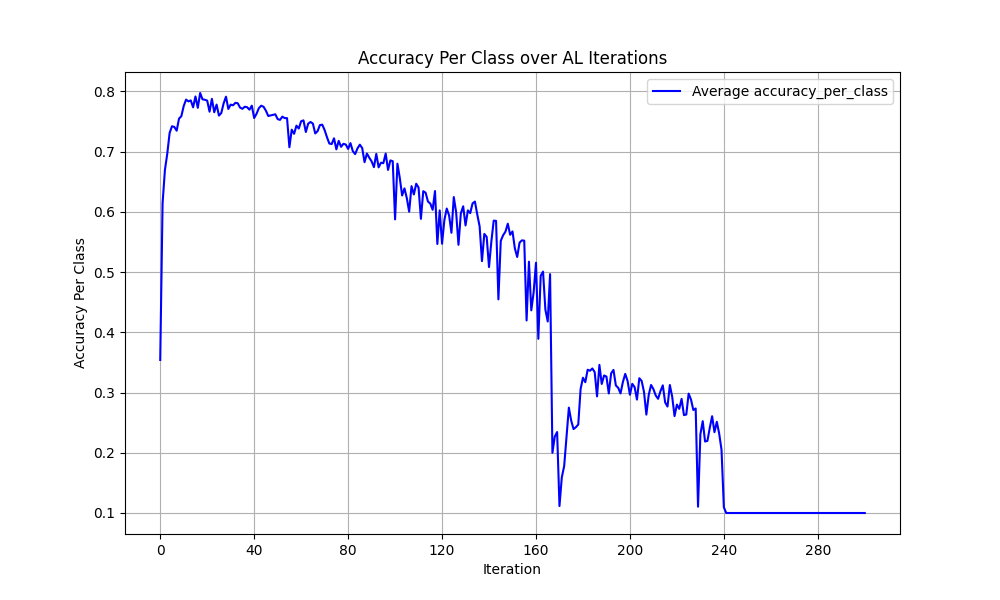 Accuracy Per Class over AL Iterations
Average accuracy_per_class
Accuracy Per Class
0.8
0.7
0.6
0.5
0.4
0.3
0.2
0.1
0 40 80 120 160 200 240 280
Iteration